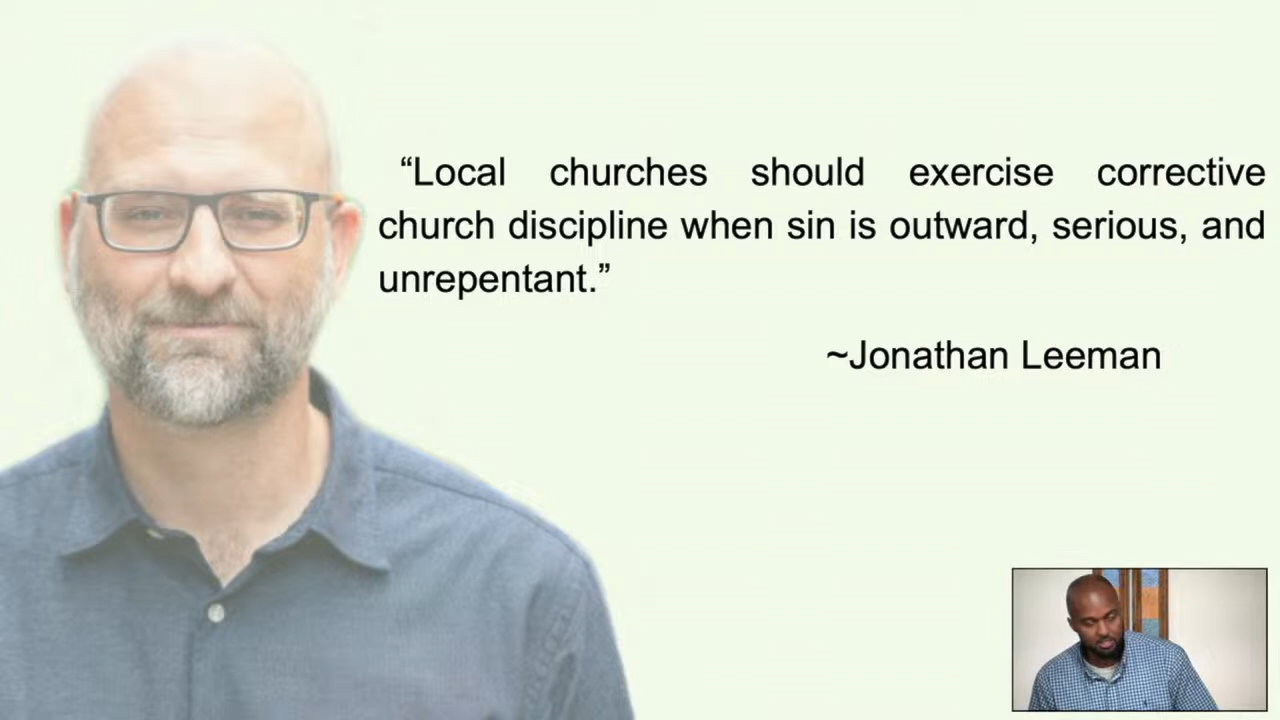 “Local churches should exercise corrective
church discipline when sin is outward, serious, and
unrepentant.”
~Jonathan Leeman